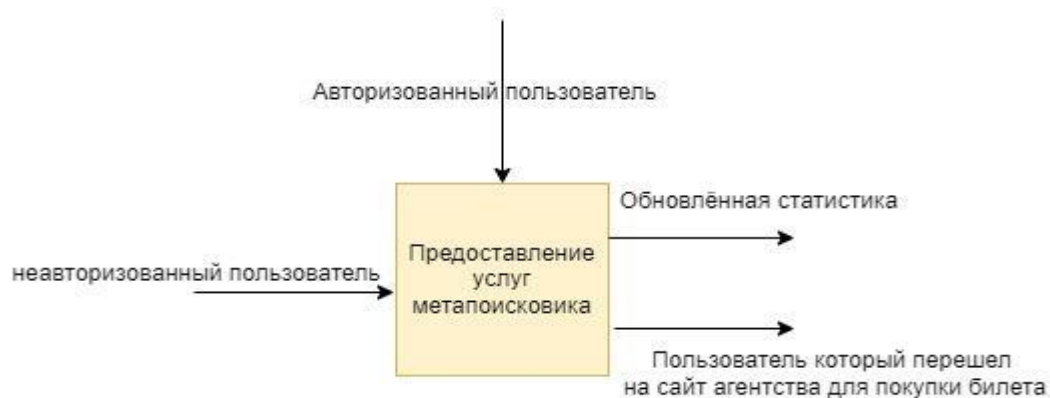 Авторизованный пользователь
Обновлённая статистика
неавторизованный пользователь
Предоставление
услуг
метапоисковика
Пользователь который перешел
на сайт агентства для покупки билета